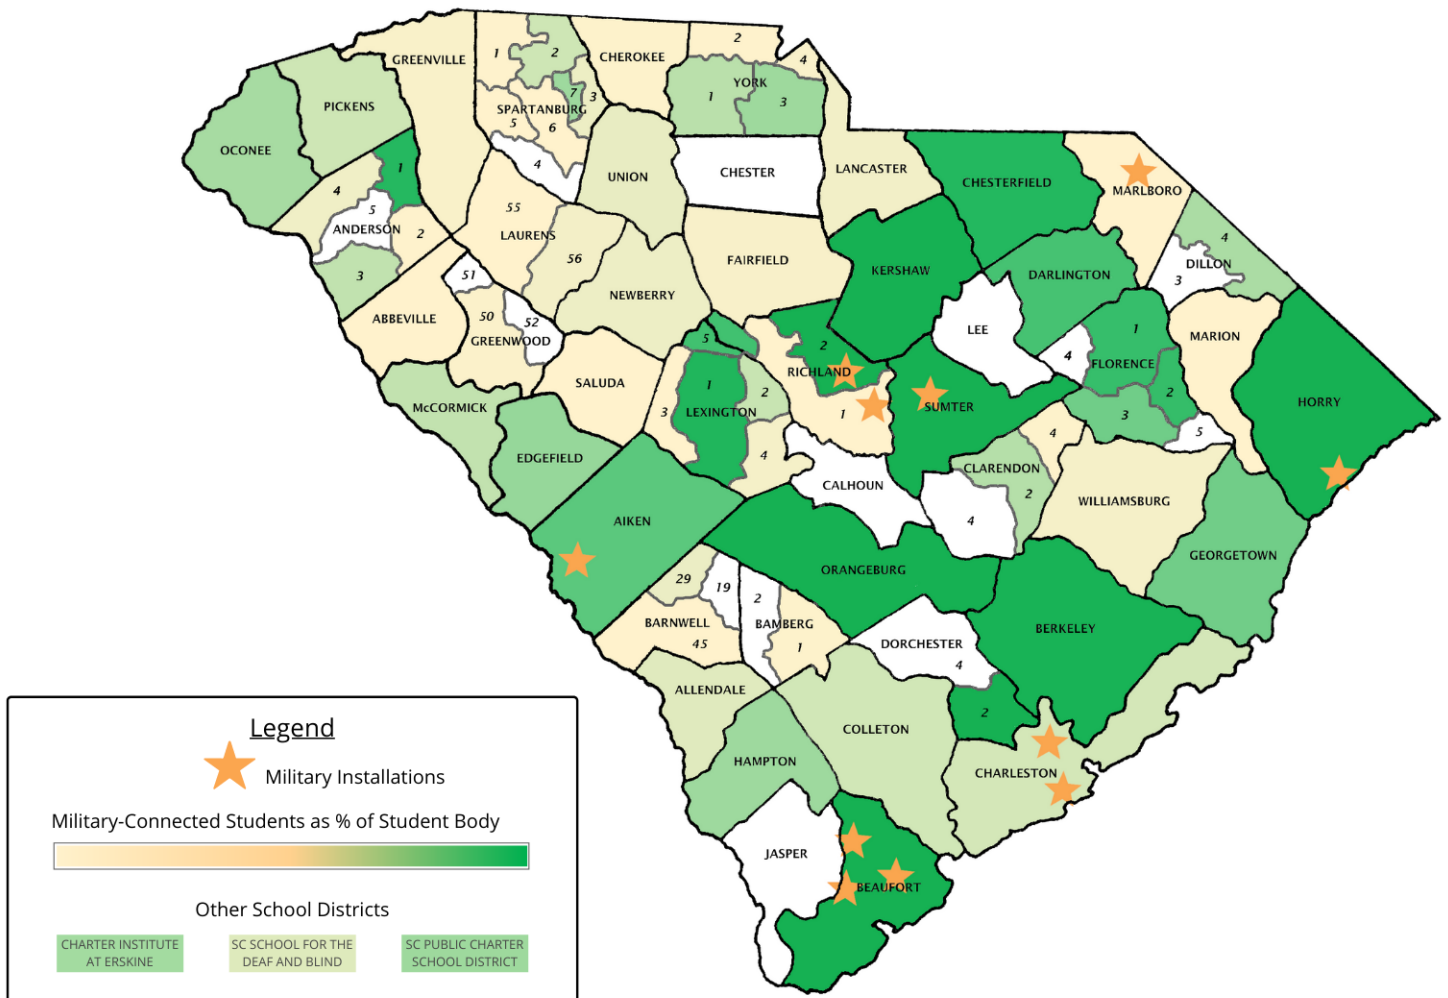 GREENVILLE
1
2
CHEROKEE
2
4
YORK
1
3
PICKENS
7
3
SPARTANBURG
5
6
OCONEE
1
4
CHESTER
LANCASTER
CHESTERFIELD
MARLBORO
4
UNION
5
ANDERSON
2
55
LAURENS
4
DILLON
3
3
51
56
FAIRFIELD
KERSHAW
DARLINGTON
NEWBERRY
ABBEVILLE
50
52
GREENWOOD
LEE
1
MARION
5
2
4
FLORENCE
RICHLAND
SALUDA
1
2
2
HORRY
McCORMICK
3
LEXINGTON
1
SUMTER
3
5
EDGEFIELD
4
4
CLARENDON
CALHOUN
2
WILLIAMSBURG
AIKEN
4
GEORGETOWN
ORANGEBURG
29
19
2
BARNWELL
BAMBERG
BERKELEY
45
1
DORCHESTER
4
ALLENDALE
2
COLLETON
HAMPTON
CHARLESTON
JASPER
BEAUFORT
Legend
Military Installations
Military-Connected Students as % of Student Body
Other School Districts
CHARTER INSTITUTE
AT ERSKINE
SC SCHOOL FOR THE
DEAF AND BLIND
SC PUBLIC CHARTER
SCHOOL DISTRICT